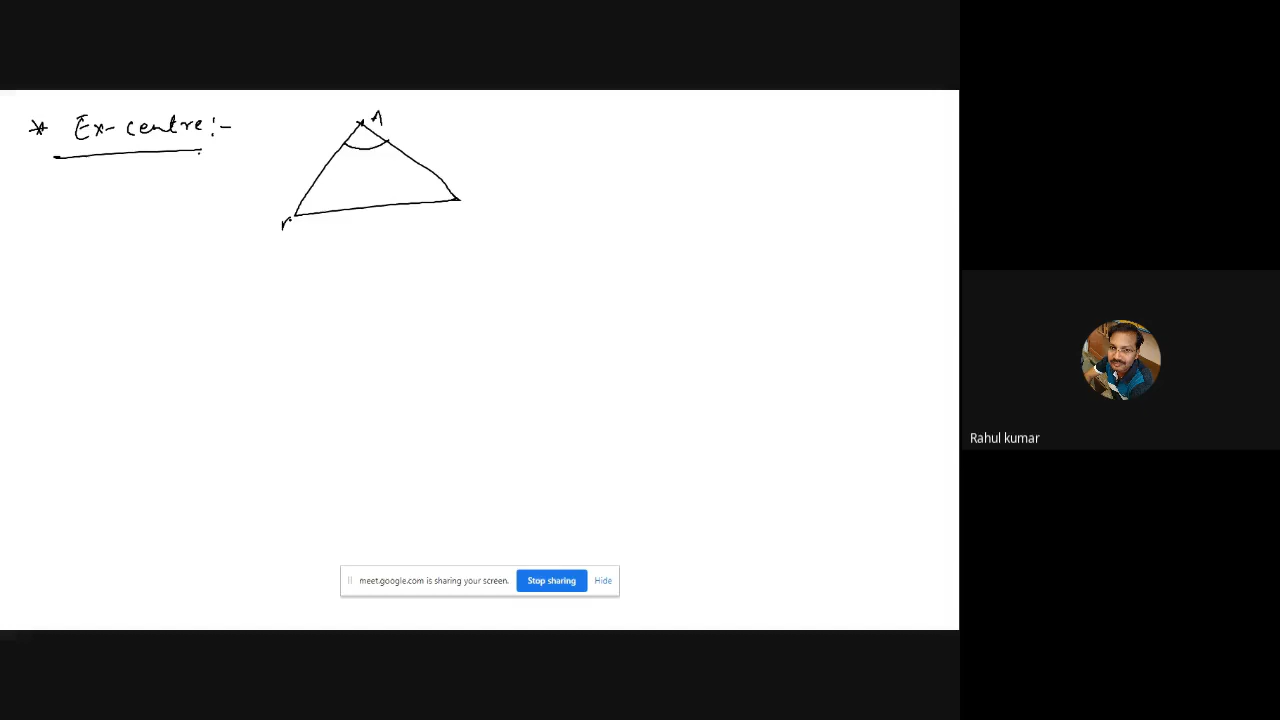 * Ex-centre:-
A
meet.google.com is sharing your screen. Stop sharing Hide
Rahul kumar